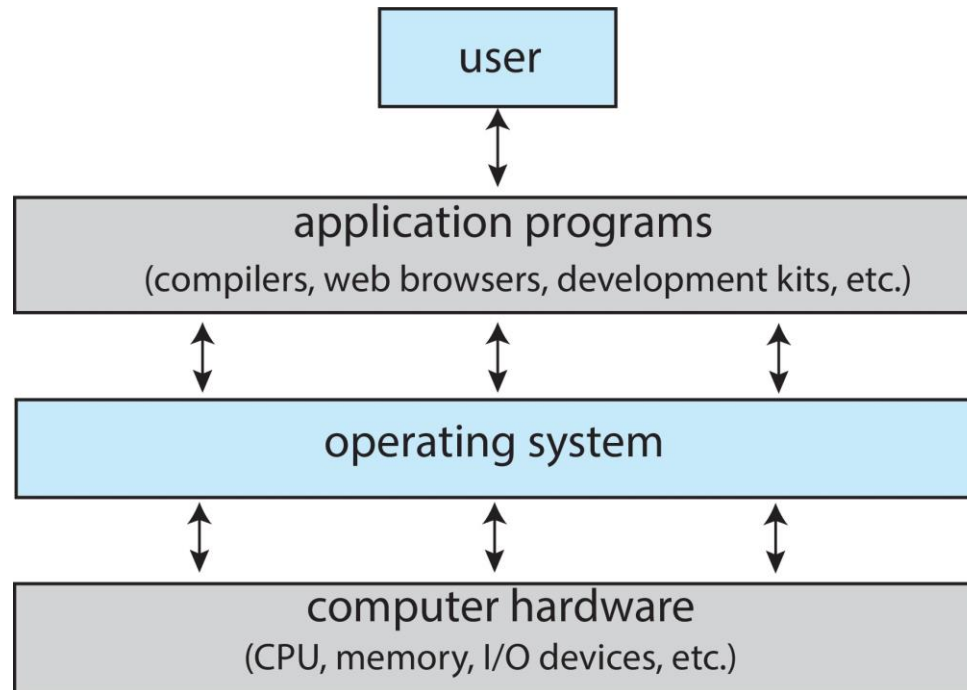 user
application programs
(compilers, web browsers, development kits, etc.)
operating system
computer hardware
(CPU, memory, I/O devices, etc.)